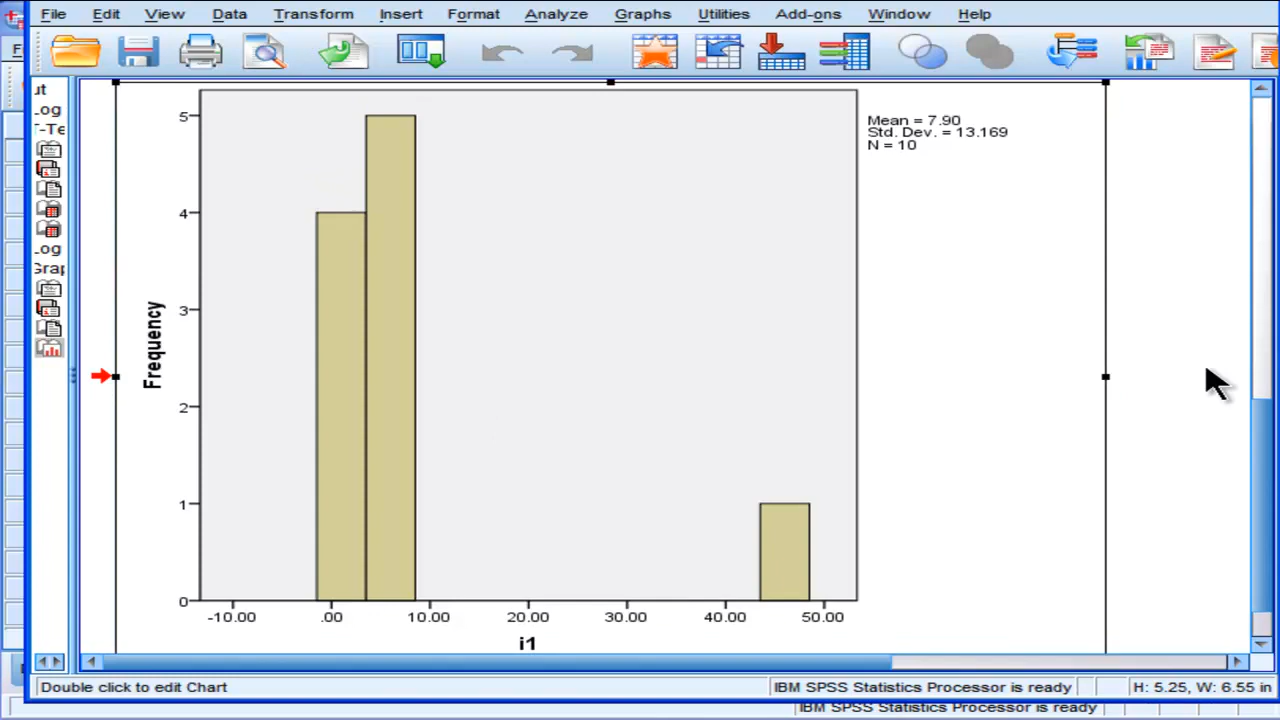 File Edit View Data Transform Insert Format Analyze Graphs Utilities Add-ons Window Help
Mean = 7.90
Std. Dev. = 13.169
N = 10
5
4
3
2
1
0
Frequency
-10.00 .00 10.00 20.00 30.00 40.00 50.00
i1
Double click to edit Chart
IBM SPSS Statistics Processor is ready
H: 5.25, W: 6.55 in
IBM SPSS Statistics Processor is ready